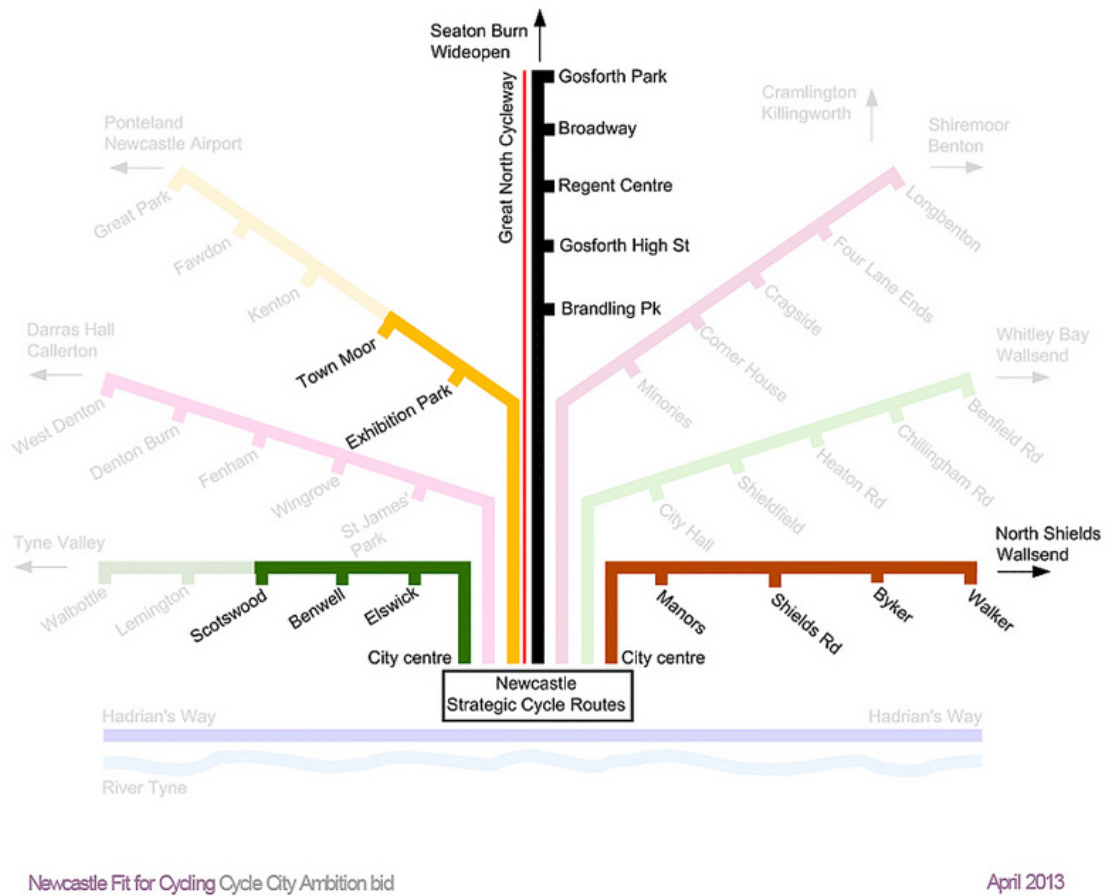 Seaton Burn
Wideopen
Great North Cycleway
Gosforth Park
Broadway
Regent Centre
Gosforth High St
Brandling Pk
Cramlington
Killingworth
Shiremoor
Benton
Ponteland
Newcastle Airport
Great Park
Fawdon
Kenton
Town Moor
Exhibition Park
Longbenton
Four Lane Ends
Cragside
Corner House
Minories
Darras Hall
Callerton
West Denton
Denton Burn
Fenham
Wingrove
St James'
Park
Whitley Bay
Wallsend
Benfield Rd
Chillingham Rd
Heaton Rd
Shieldfield
City Hall
Tyne Valley
Walbottle
Lemington
Scotswood
Benwell
Elswick
City centre
North Shields
Wallsend
Manors
Shields Rd
Byker
Walker
City centre
Newcastle
Strategic Cycle Routes
Hadrian's Way
Hadrian's Way
River Tyne
Newcastle Fit for Cycling Cycle City Ambition bid
April 2013